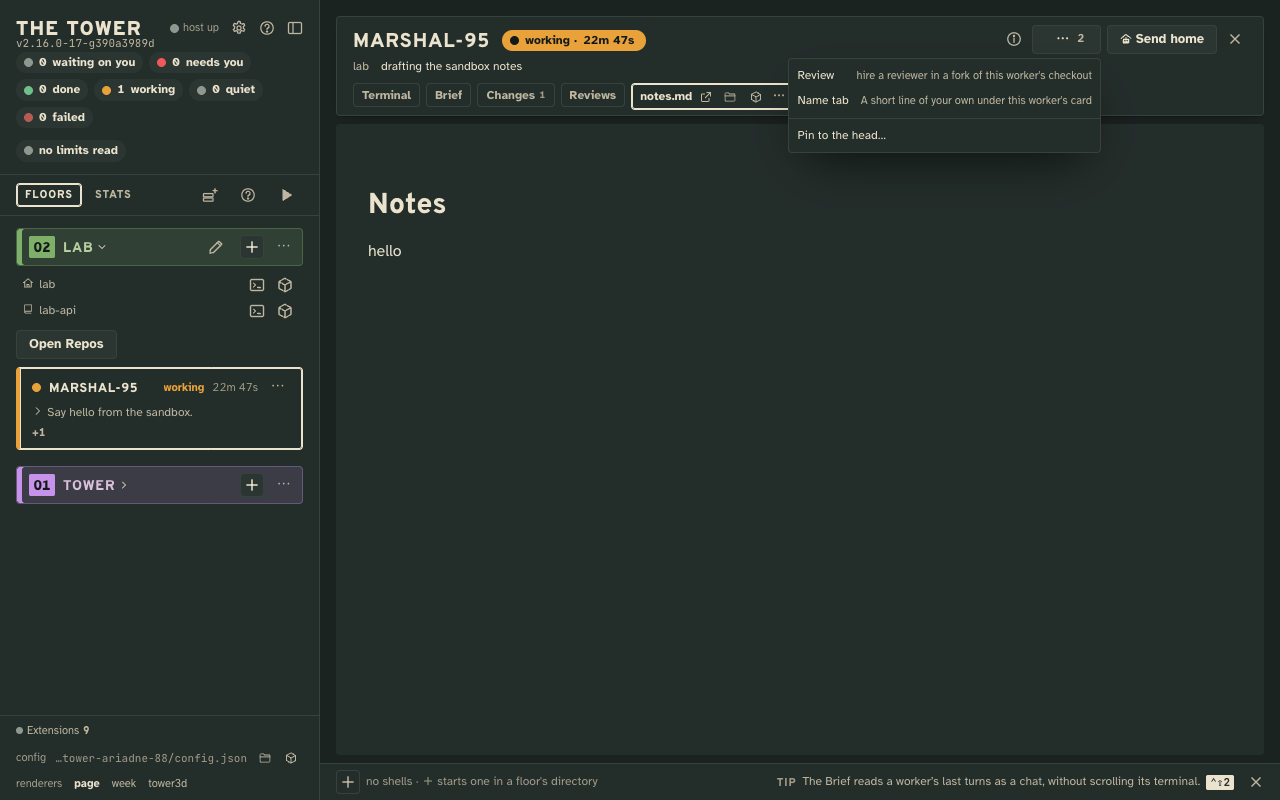 THE TOWER
host up
v2.16.0-17-g390a3989d
0 waiting on you
0 needs you
0 done
1 working
0 quiet
0 failed
no limits read
FLOORS
STATS
02 LAB
lab
lab-api
Open Repos
MARSHAL-95 working 22m 47s ...
Say hello from the sandbox.
+1
01 TOWER
Extensions 9
config …tower-ariadne-88/config.json
renderers page week tower3d
MARSHAL-95 working · 22m 47s
... 2
Send home
lab drafting the sandbox notes
Terminal Brief Changes 1 Reviews notes.md ...
Review hire a reviewer in a fork of this worker's checkout
Name tab A short line of your own under this worker's card
Pin to the head...
Notes
hello
no shells · + starts one in a floor's directory
TIP The Brief reads a worker's last turns as a chat, without scrolling its terminal. ⌃⇧2